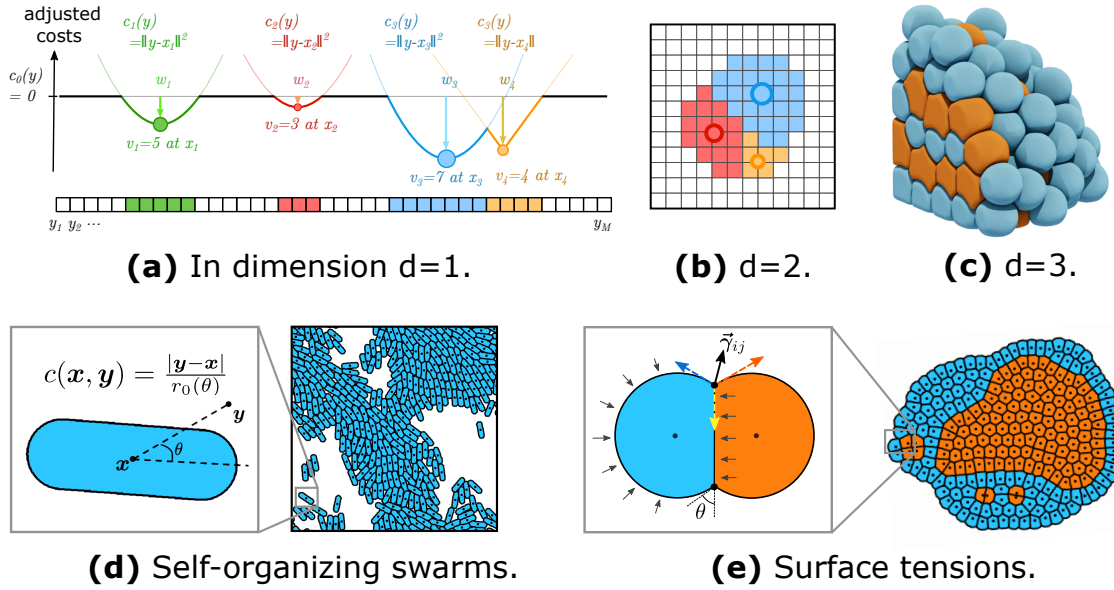 adjusted
costs
c₁(y)
=‖y-x₁‖²
c₂(y)
=‖y-x₂‖²
c₃(y)
=‖y-x₃‖²
c₃(y)
=‖y-x₄‖
c₀(y)
= 0
w₁
w₂
w₃
w₄
v₁=5 at x₁
v₂=3 at x₂
v₃=7 at x₃
v₄=4 at x₄
y₁ y₂ ...
y_M
(a) In dimension d=1.
(b) d=2.
(c) d=3.
c(x, y) = |y−x| / r₀(θ)
y
x
θ
(d) Self-organizing swarms.
γ⃗ᵢⱼ
θ
(e) Surface tensions.